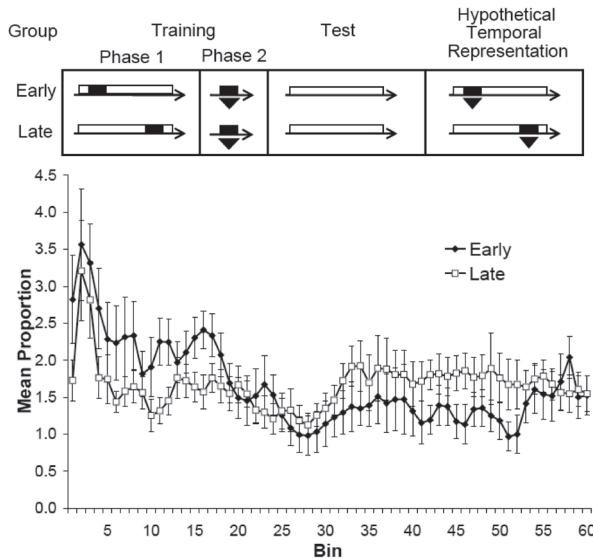 Group Training Test Hypothetical Temporal Representation
Phase 1 Phase 2
Early
Late
4.5
4.0
3.5
3.0
2.5
2.0
1.5
1.0
0.5
0.0
Mean Proportion
Early
Late
5 10 15 20 25 30 35 40 45 50 55 60
Bin